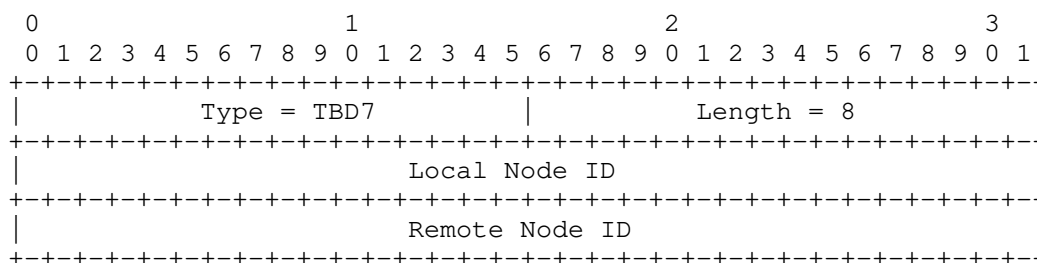 0                   1                   2                   3
 0 1 2 3 4 5 6 7 8 9 0 1 2 3 4 5 6 7 8 9 0 1 2 3 4 5 6 7 8 9 0 1
+-+-+-+-+-+-+-+-+-+-+-+-+-+-+-+-+-+-+-+-+-+-+-+-+-+-+-+-+-+-+-+-
|           Type = TBD7         |          Length = 8
+-+-+-+-+-+-+-+-+-+-+-+-+-+-+-+-+-+-+-+-+-+-+-+-+-+-+-+-+-+-+-+-
|                        Local Node ID
+-+-+-+-+-+-+-+-+-+-+-+-+-+-+-+-+-+-+-+-+-+-+-+-+-+-+-+-+-+-+-+-
|                        Remote Node ID
+-+-+-+-+-+-+-+-+-+-+-+-+-+-+-+-+-+-+-+-+-+-+-+-+-+-+-+-+-+-+-+-